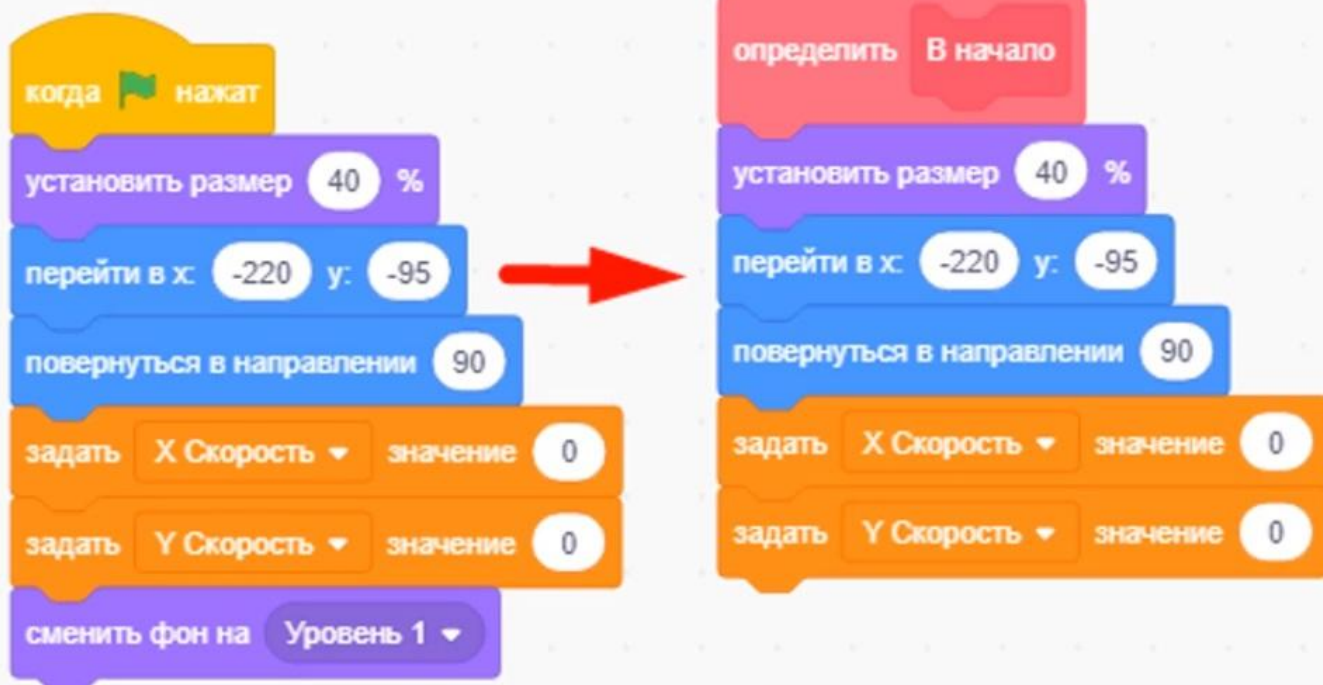 когда нажат
установить размер 40 %
перейти в x: -220 y: -95
повернуться в направлении 90
задать X Скорость значение 0
задать Y Скорость значение 0
сменить фон на Уровень 1
определить В начало
установить размер 40 %
перейти в x: -220 y: -95
повернуться в направлении 90
задать X Скорость значение 0
задать Y Скорость значение 0